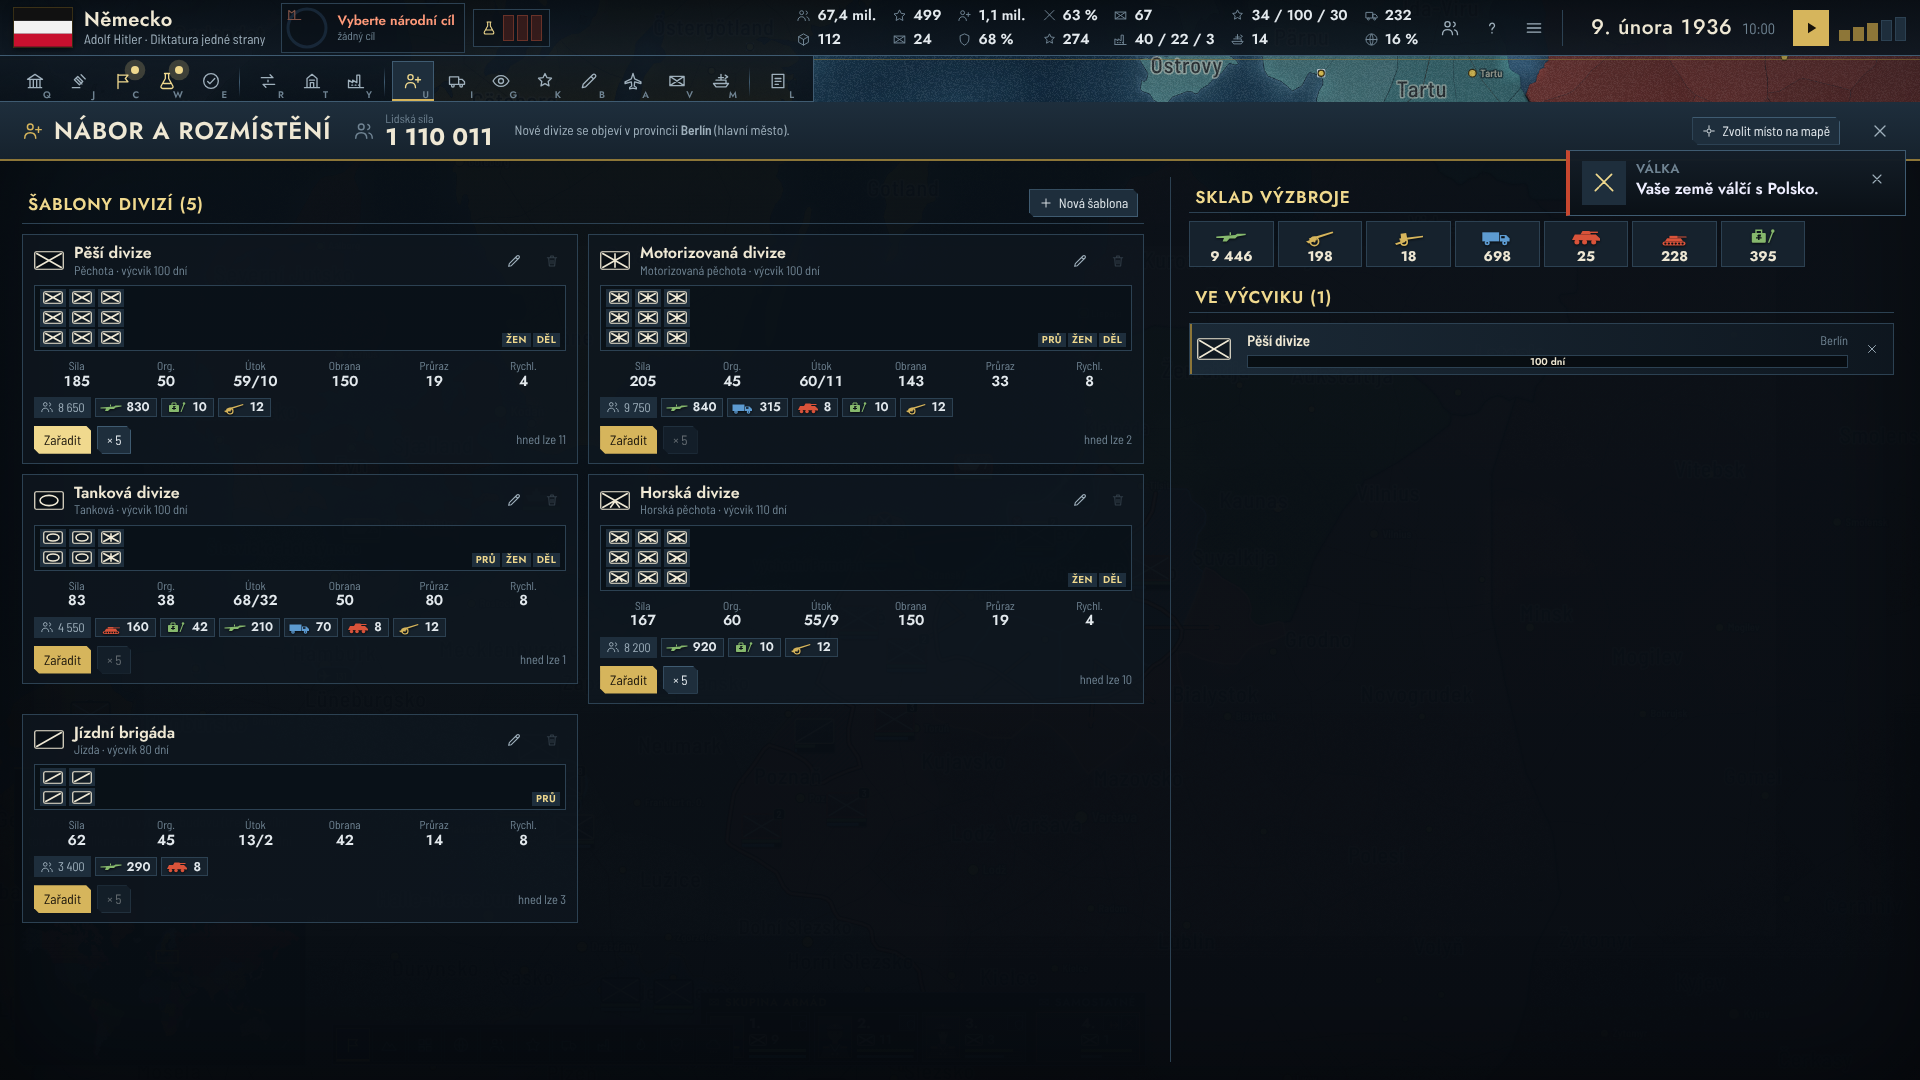 Německo
Adolf Hitler · Diktatura jedné strany
Vyberte národní cíl
žádný cíl
67,4 mil. 499 1,1 mil. 63 % 67 34 / 100 / 30 232
112 24 68 % 274 40 / 22 / 3 14 16 %
9. února 1936 10:00
Q J C W E R T Y U I G K B A V M L
Ostrovy
Tartu
Tartu
NÁBOR A ROZMÍSTĚNÍ
Lidská síla
1 110 011
Nové divize se objeví v provincii Berlín (hlavní město).
Zvolit místo na mapě
VÁLKA
Vaše země válčí s Polsko.
ŠABLONY DIVIZÍ (5)
Nová šablona
Pěší divize
Pěchota · výcvik 100 dní
ŽEN DĚL
Síla Org. Útok Obrana Průraz Rychl.
185 50 59/10 150 19 4
8 650 830 10 12
Zařadit × 5 hned lze 11
Motorizovaná divize
Motorizovaná pěchota · výcvik 100 dní
PRŮ ŽEN DĚL
Síla Org. Útok Obrana Průraz Rychl.
205 45 60/11 143 33 8
9 750 840 315 8 10 12
Zařadit × 5 hned lze 2
Tanková divize
Tanková · výcvik 100 dní
PRŮ ŽEN DĚL
Síla Org. Útok Obrana Průraz Rychl.
83 38 68/32 50 80 8
4 550 160 42 210 70 8 12
Zařadit × 5 hned lze 1
Horská divize
Horská pěchota · výcvik 110 dní
ŽEN DĚL
Síla Org. Útok Obrana Průraz Rychl.
167 60 55/9 150 19 4
8 200 920 10 12
Zařadit × 5 hned lze 10
Jízdní brigáda
Jízda · výcvik 80 dní
PRŮ
Síla Org. Útok Obrana Průraz Rychl.
62 45 13/2 42 14 8
3 400 290 8
Zařadit × 5 hned lze 3
SKLAD VÝZBROJE
9 446 198 18 698 25 228 395
VE VÝCVIKU (1)
Pěší divize Berlín
100 dní